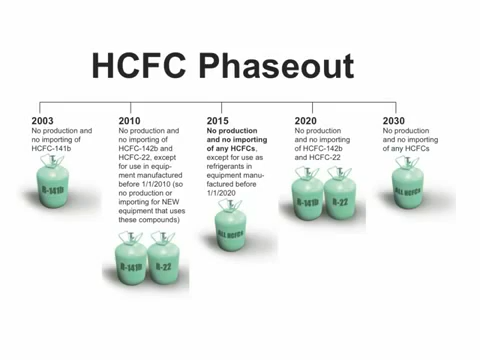 HCFC Phaseout
2003
No production and
no importing of
HCFC-141b
R-141b
2010
No production and
no importing of
HCFC-142b and
HCFC-22, except
for use in equip-
ment manufactured
before 1/1/2010 (so
no production or
importing for NEW
equipment that uses
these compounds)
R-141b
R-22
2015
No production
and no importing
of any HCFCs,
except for use as
refrigerants in
equipment manu-
factured before
1/1/2020
ALL HCFCs
2020
No production and
no importing
of HCFC-142b
and HCFC-22
R-141b
R-22
2030
No production and
no importing
of any HCFCs
ALL HCFCs